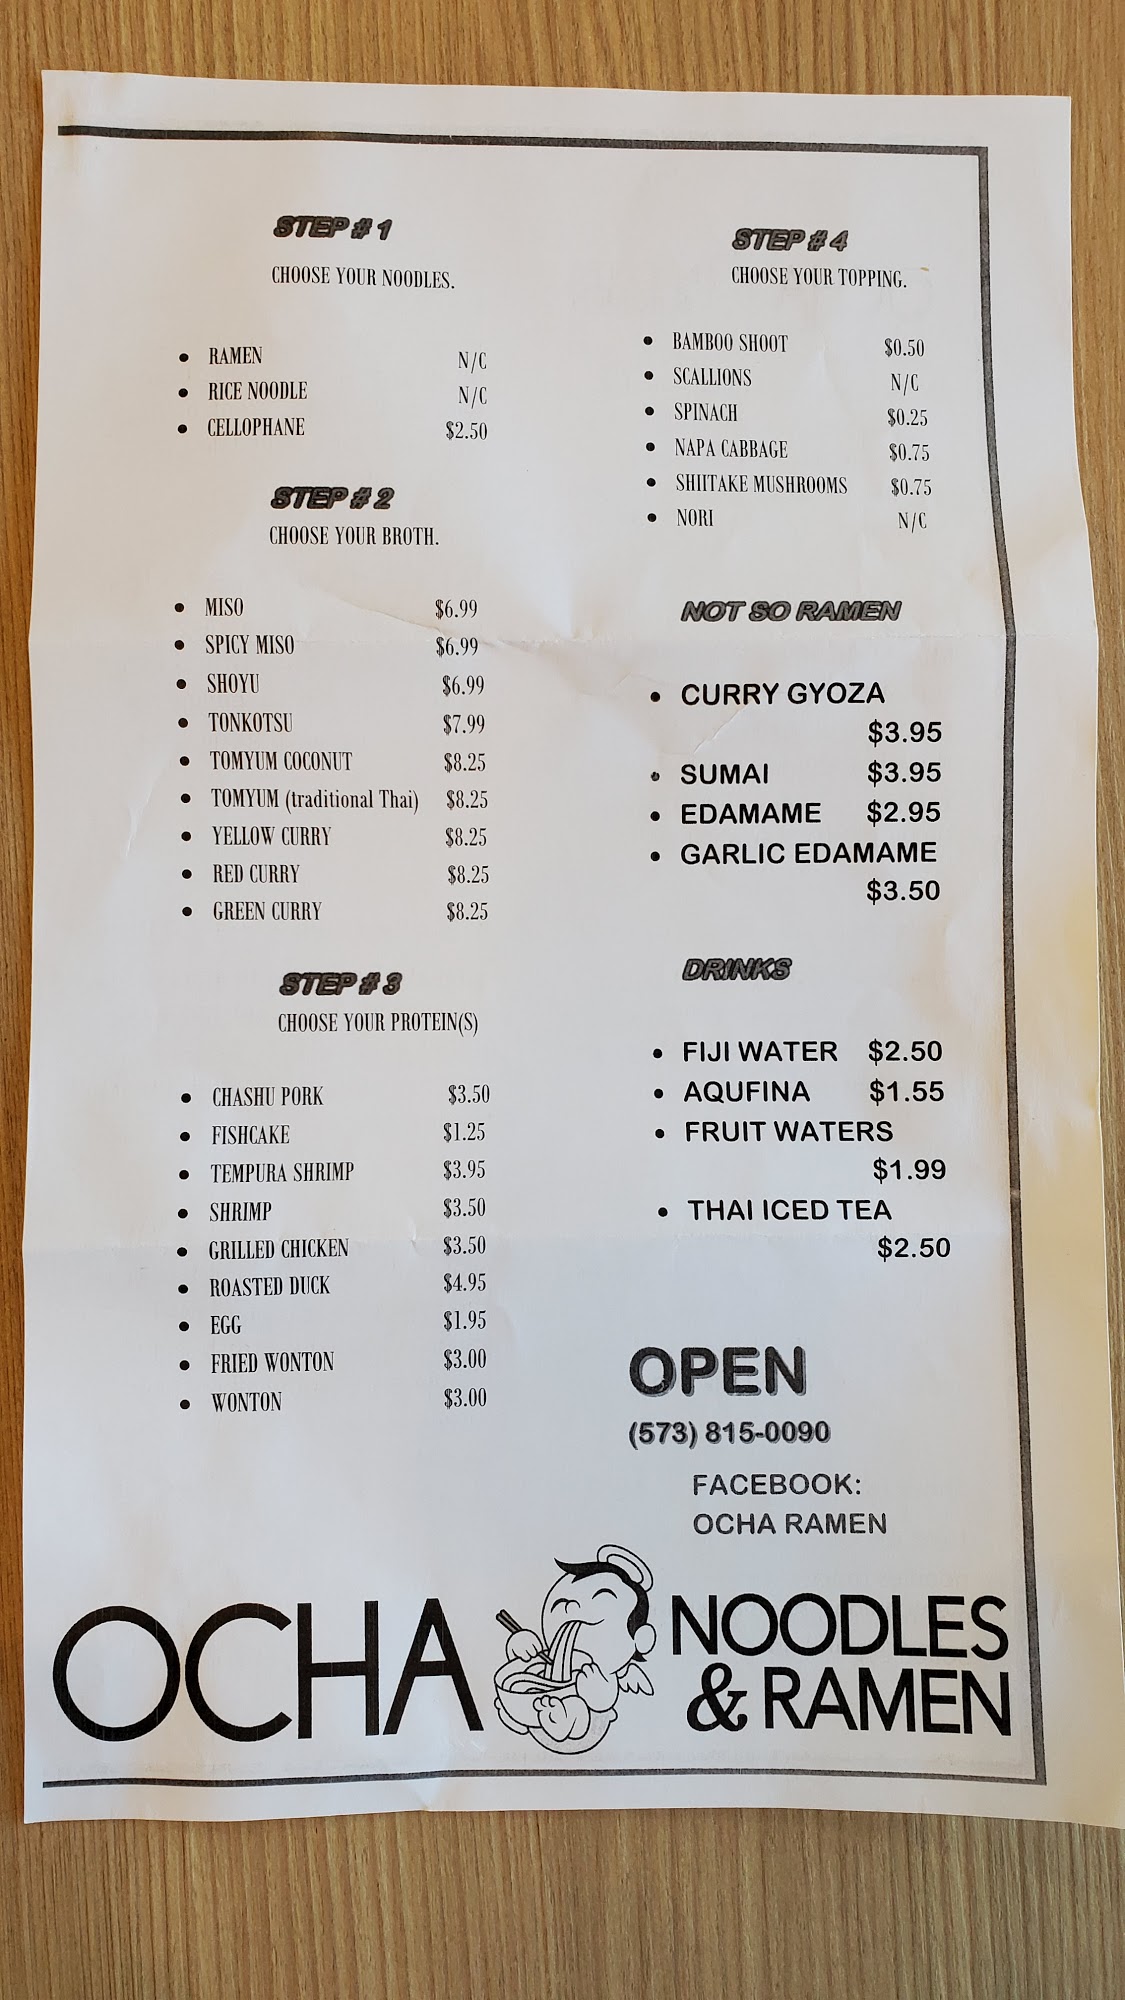 STEP # 1
CHOOSE YOUR NOODLES.
• RAMEN N/C
• RICE NOODLE N/C
• CELLOPHANE $2.50
STEP # 2
CHOOSE YOUR BROTH.
• MISO $6.99
• SPICY MISO $6.99
• SHOYU $6.99
• TONKOTSU $7.99
• TOMYUM COCONUT $8.25
• TOMYUM (traditional Thai) $8.25
• YELLOW CURRY $8.25
• RED CURRY $8.25
• GREEN CURRY $8.25
STEP # 3
CHOOSE YOUR PROTEIN(S)
• CHASHU PORK $3.50
• FISHCAKE $1.25
• TEMPURA SHRIMP $3.95
• SHRIMP $3.50
• GRILLED CHICKEN $3.50
• ROASTED DUCK $4.95
• EGG $1.95
• FRIED WONTON $3.00
• WONTON $3.00
STEP # 4
CHOOSE YOUR TOPPING.
• BAMBOO SHOOT $0.50
• SCALLIONS N/C
• SPINACH $0.25
• NAPA CABBAGE $0.75
• SHIITAKE MUSHROOMS $0.75
• NORI N/C
NOT SO RAMEN
• CURRY GYOZA
$3.95
• SUMAI $3.95
• EDAMAME $2.95
• GARLIC EDAMAME
$3.50
DRINKS
• FIJI WATER $2.50
• AQUFINA $1.55
• FRUIT WATERS
$1.99
• THAI ICED TEA
$2.50
OPEN
(573) 815-0090
FACEBOOK:
OCHA RAMEN
OCHA
NOODLES
& RAMEN